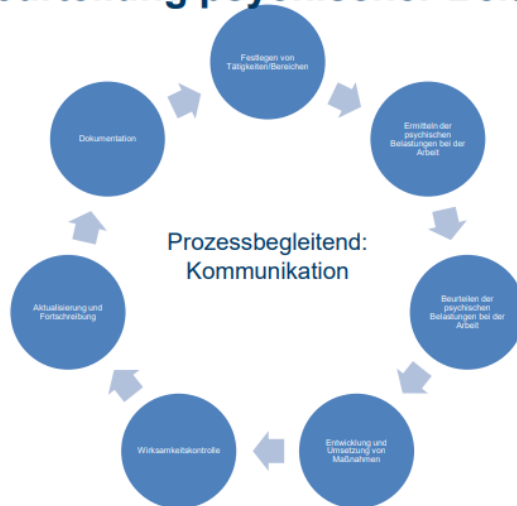 psychischer
Festlegen von
Tätigkeiten/Bereichen
Ermitteln der
psychischen
Belastungen bei der
Arbeit
Beurteilen der
psychischen
Belastungen bei der
Arbeit
Entwicklung und
Umsetzung von
Maßnahmen
Wirksamkeitskontrolle
Aktualisierung und
Fortschreibung
Dokumentation
Prozessbegleitend:
Kommunikation